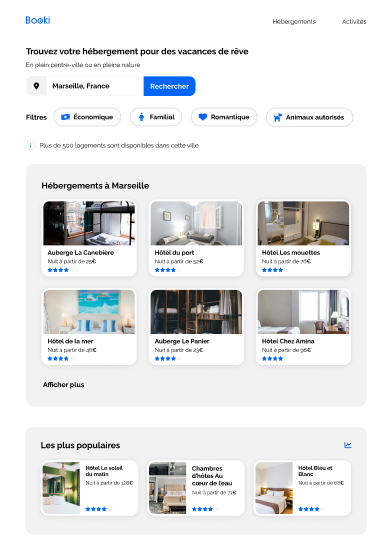 Booki
Hébergements Activités
Trouvez votre hébergement pour des vacances de rêve
En plein centre-ville ou en pleine nature
Marseille, France Rechercher
Filtres Économique Familial Romantique Animaux autorisés
Plus de 500 logements sont disponibles dans cette ville
Hébergements à Marseille
Auberge La Canebière
Nuit à partir de 25€
Hôtel du port
Nuit à partir de 52€
Hôtel Les mouettes
Nuit à partir de 76€
Hôtel de la mer
Nuit à partir de 46€
Auberge Le Panier
Nuit à partir de 23€
Hôtel Chez Amina
Nuit à partir de 96€
Afficher plus
Les plus populaires
Hôtel Le soleil
du matin
Nuit à partir de 128€
Chambres
d'hôtes Au
cœur de l'eau
Nuit à partir de 71€
Hôtel Bleu et
Blanc
Nuit à partir de 68€